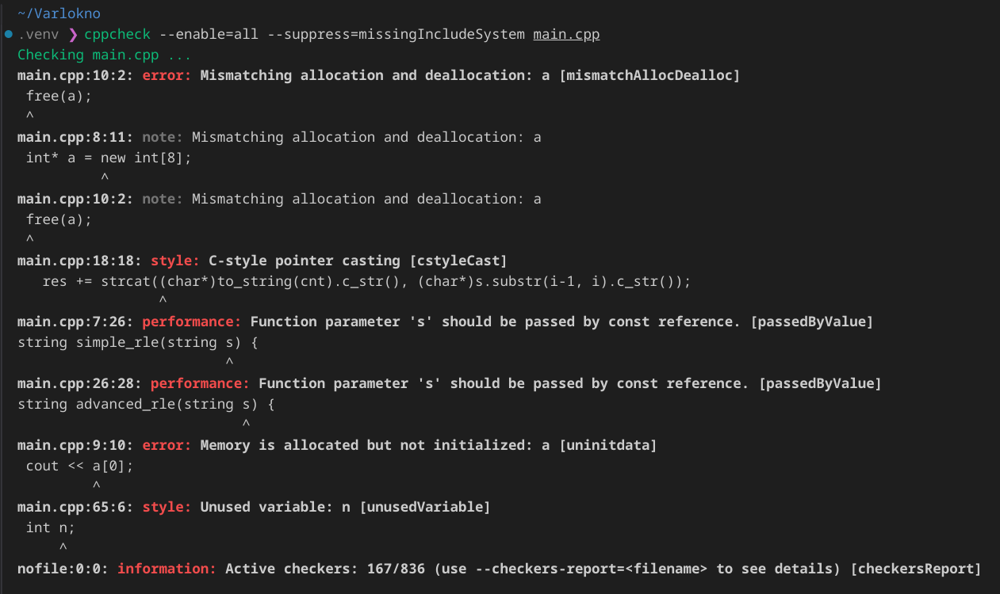 ~/Varlokno
.venv ❯ cppcheck --enable=all --suppress=missingIncludeSystem main.cpp
Checking main.cpp ...
main.cpp:10:2: error: Mismatching allocation and deallocation: a [mismatchAllocDealloc]
 free(a);
 ^
main.cpp:8:11: note: Mismatching allocation and deallocation: a
 int* a = new int[8];
          ^
main.cpp:10:2: note: Mismatching allocation and deallocation: a
 free(a);
 ^
main.cpp:18:18: style: C-style pointer casting [cstyleCast]
   res += strcat((char*)to_string(cnt).c_str(), (char*)s.substr(i-1, i).c_str());
                 ^
main.cpp:7:26: performance: Function parameter 's' should be passed by const reference. [passedByValue]
string simple_rle(string s) {
                         ^
main.cpp:26:28: performance: Function parameter 's' should be passed by const reference. [passedByValue]
string advanced_rle(string s) {
                           ^
main.cpp:9:10: error: Memory is allocated but not initialized: a [uninitdata]
 cout << a[0];
         ^
main.cpp:65:6: style: Unused variable: n [unusedVariable]
 int n;
     ^
nofile:0:0: information: Active checkers: 167/836 (use --checkers-report=<filename> to see details) [checkersReport]